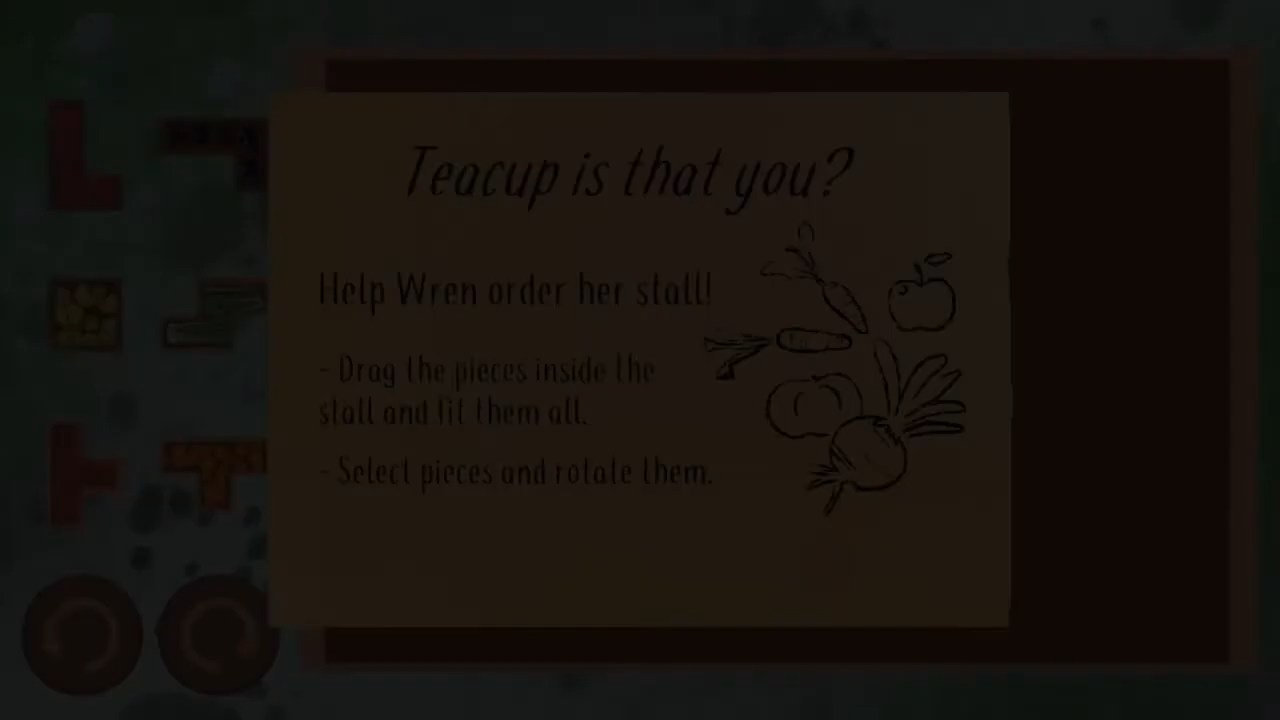 Teacup is that you?
Help Wren order her stall!
- Drag the pieces inside the
stall and fit them all.
- Select pieces and rotate them.